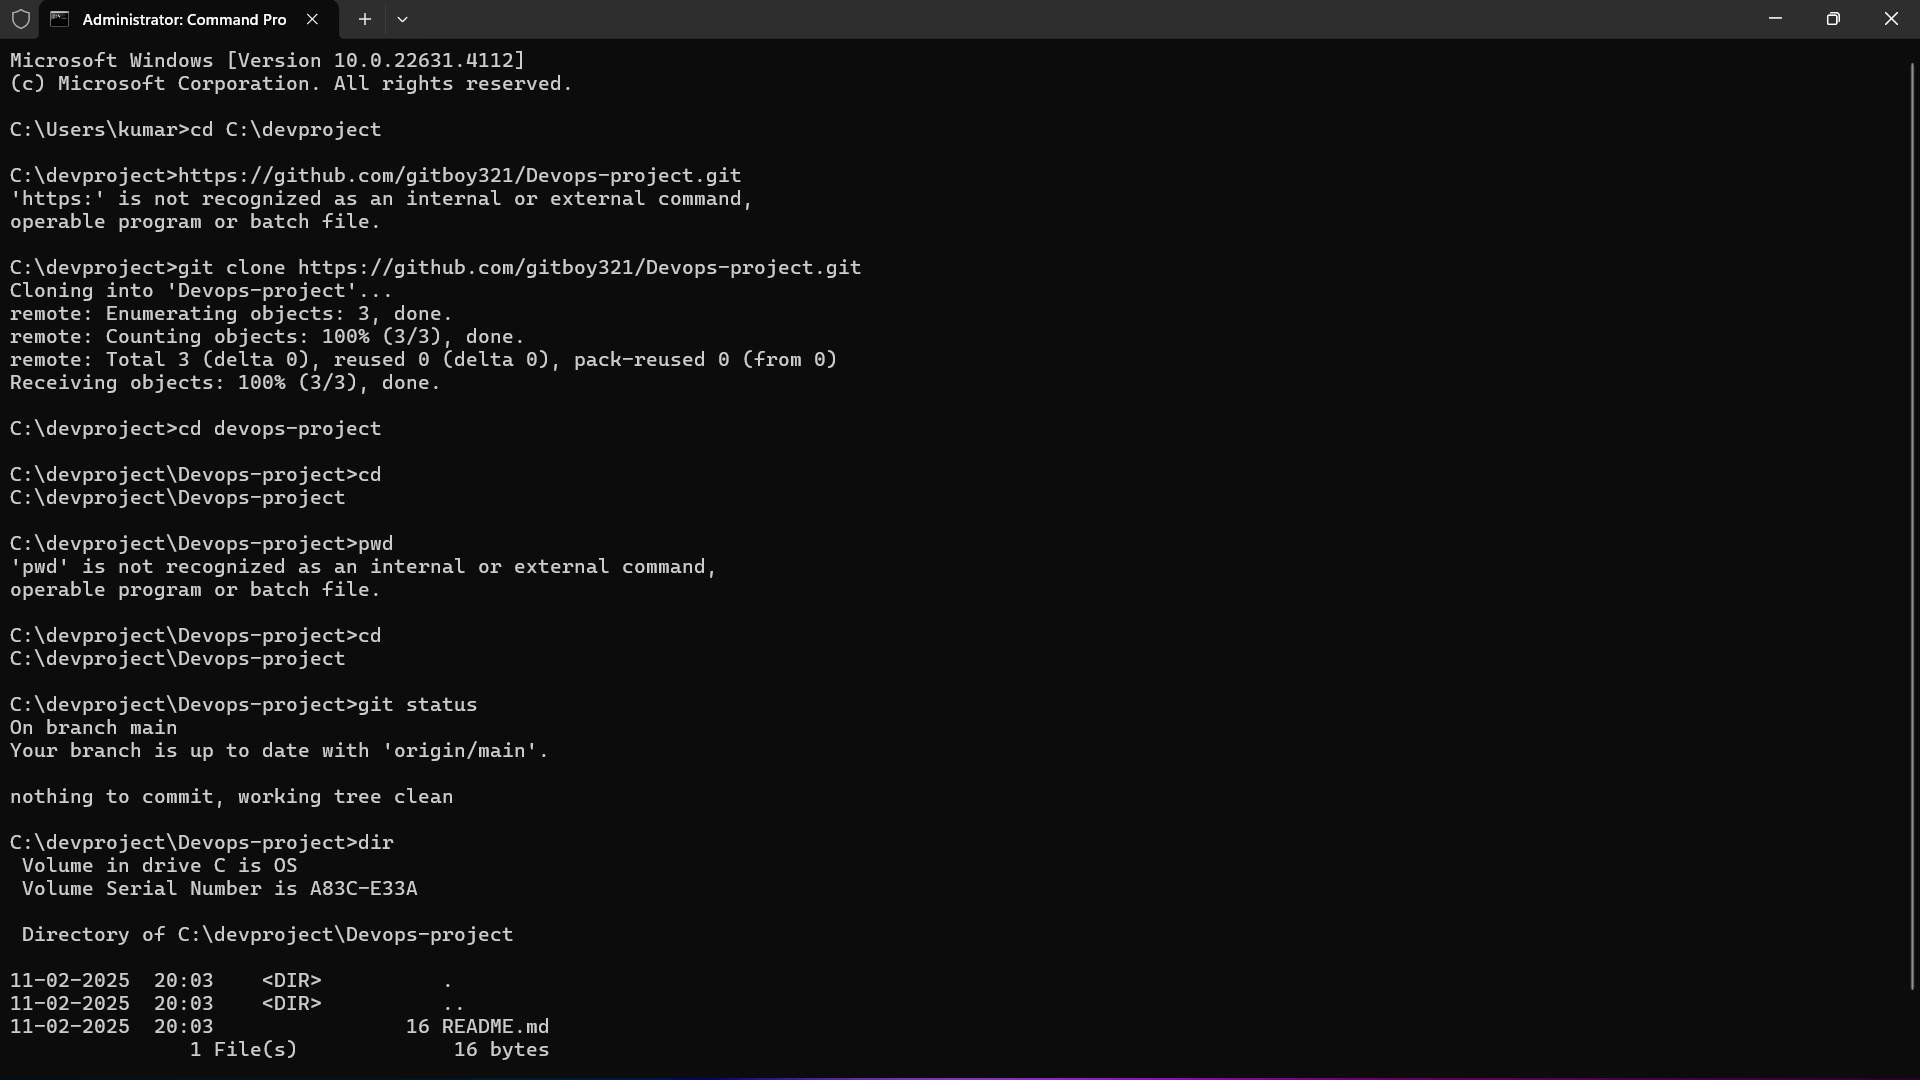 Administrator: Command Pro
Microsoft Windows [Version 10.0.22631.4112]
(c) Microsoft Corporation. All rights reserved.
C:\Users\kumar>cd C:\devproject
C:\devproject>https://github.com/gitboy321/Devops-project.git
'https:' is not recognized as an internal or external command,
operable program or batch file.
C:\devproject>git clone https://github.com/gitboy321/Devops-project.git
Cloning into 'Devops-project'...
remote: Enumerating objects: 3, done.
remote: Counting objects: 100% (3/3), done.
remote: Total 3 (delta 0), reused 0 (delta 0), pack-reused 0 (from 0)
Receiving objects: 100% (3/3), done.
C:\devproject>cd devops-project
C:\devproject\Devops-project>cd
C:\devproject\Devops-project
C:\devproject\Devops-project>pwd
'pwd' is not recognized as an internal or external command,
operable program or batch file.
C:\devproject\Devops-project>cd
C:\devproject\Devops-project
C:\devproject\Devops-project>git status
On branch main
Your branch is up to date with 'origin/main'.
nothing to commit, working tree clean
C:\devproject\Devops-project>dir
Volume in drive C is OS
Volume Serial Number is A83C-E33A
Directory of C:\devproject\Devops-project
11-02-2025  20:03    <DIR>          .
11-02-2025  20:03    <DIR>          ..
11-02-2025  20:03                16 README.md
1 File(s)             16 bytes